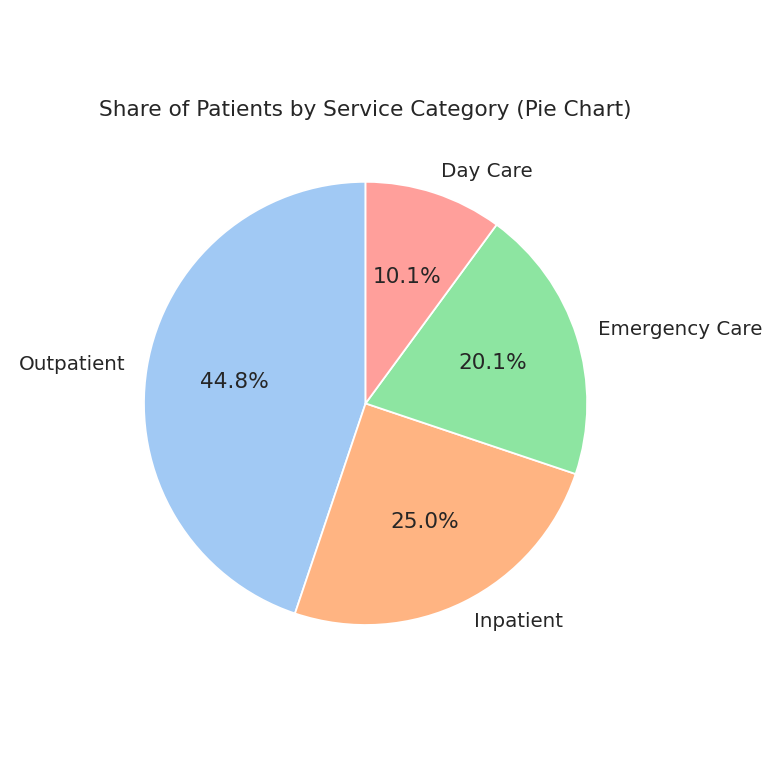 Share of Patients by Service Category (Pie Chart)
Day Care
10.1%
Emergency Care
20.1%
Outpatient
44.8%
25.0%
Inpatient